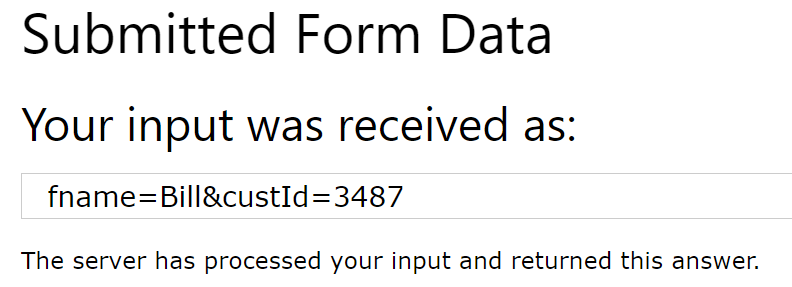 Submitted Form Data
Your input was received as:
fname=Bill&custId=3487
The server has processed your input and returned this answer.